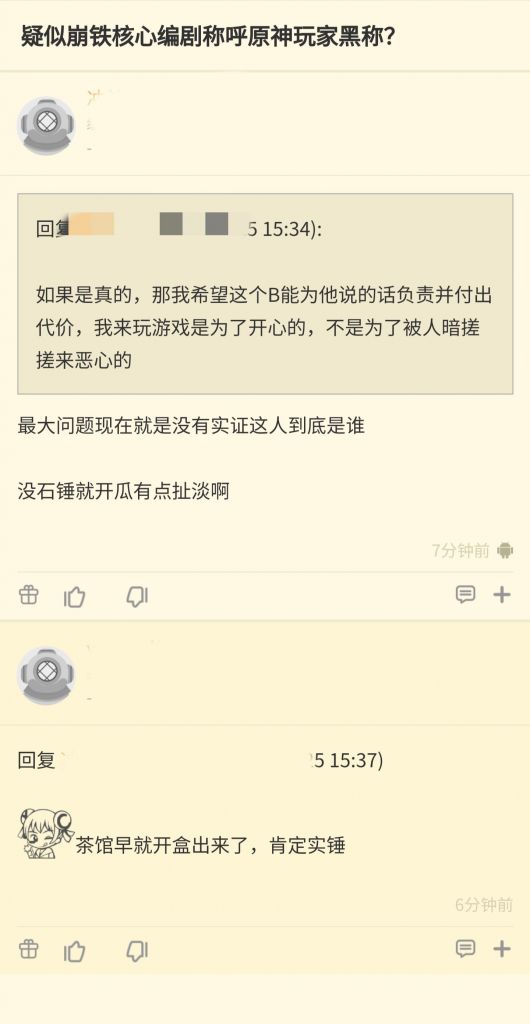 疑似崩铁核心编剧称呼原神玩家黑称？
回复
5 15:34):
如果是真的，那我希望这个B能为他说的话负责并付出
代价，我来玩游戏是为了开心的，不是为了被人暗搓
搓来恶心的
最大问题现在就是没有实证这人到底是谁
没石锤就开瓜有点扯淡啊
7分钟前
回复
5 15:37)
茶馆早就开盒出来了，肯定实锤
6分钟前